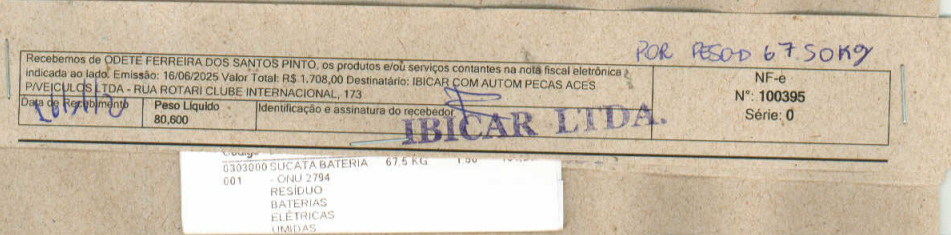 POR PESO 67.50Kg
Recebemos de ODETE FERREIRA DOS SANTOS PINTO, os produtos e/ou serviços contantes na nota fiscal eletrônica
indicada ao lado. Emissão: 16/06/2025 Valor Total: R$ 1.708,00 Destinatário: IBICAR COM AUTOM PECAS ACES
P/VEICULOS LTDA - RUA ROTARI CLUBE INTERNACIONAL, 173
NF-e
N°: 100395
Série: 0
Data de Recebimento
Peso Líquido
80,600
Identificação e assinatura do recebedor
IBICAR LTDA.
0303000 SUCATA BATERIA 67.5 KG
001 - ONU 2794
RESÍDUO
BATERIAS
ELÉTRICAS
UMIDAS